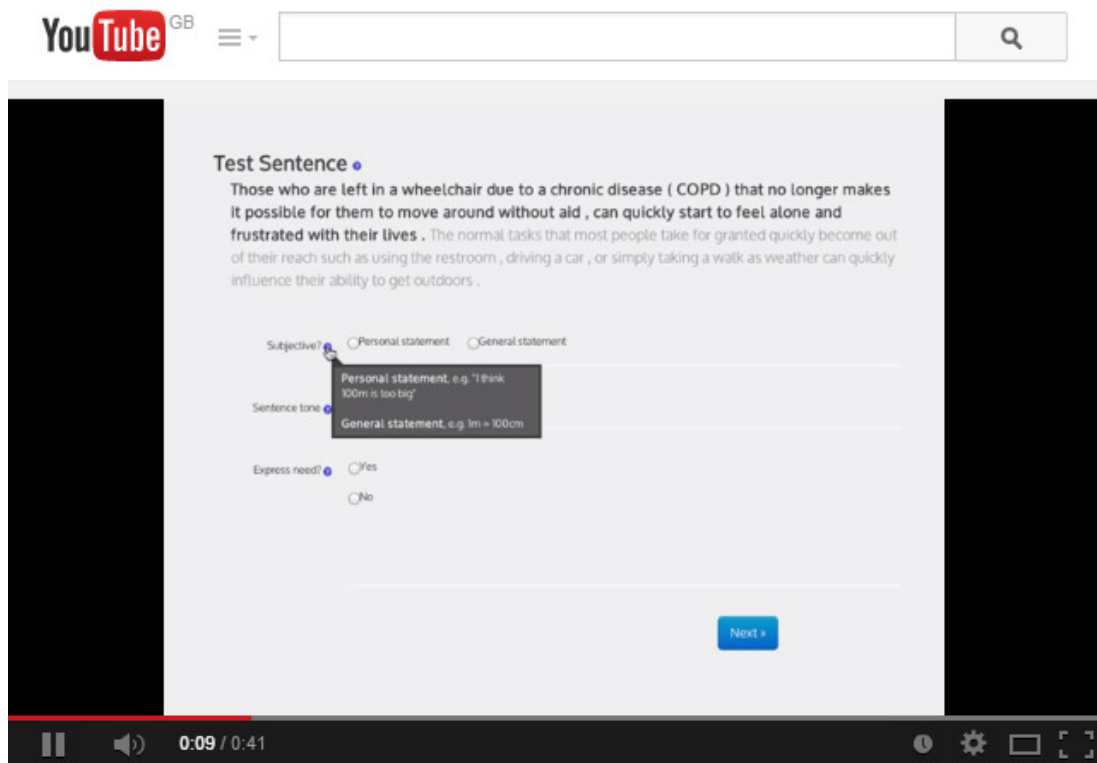 YouTube GB
Test Sentence ?
Those who are left in a wheelchair due to a chronic disease ( COPD ) that no longer makes
it possible for them to move around without aid , can quickly start to feel alone and
frustrated with their lives . The normal tasks that most people take for granted quickly become out
of their reach such as using the restroom , driving a car , or simply taking a walk as weather can quickly
influence their ability to get outdoors .
Subjective? Personal statement General statement
Personal statement, e.g. "I think
100m is too big"
Sentence tone ?
General statement, e.g. 1m = 100cm
Express need? ? Yes
No
Next »
0:09 / 0:41